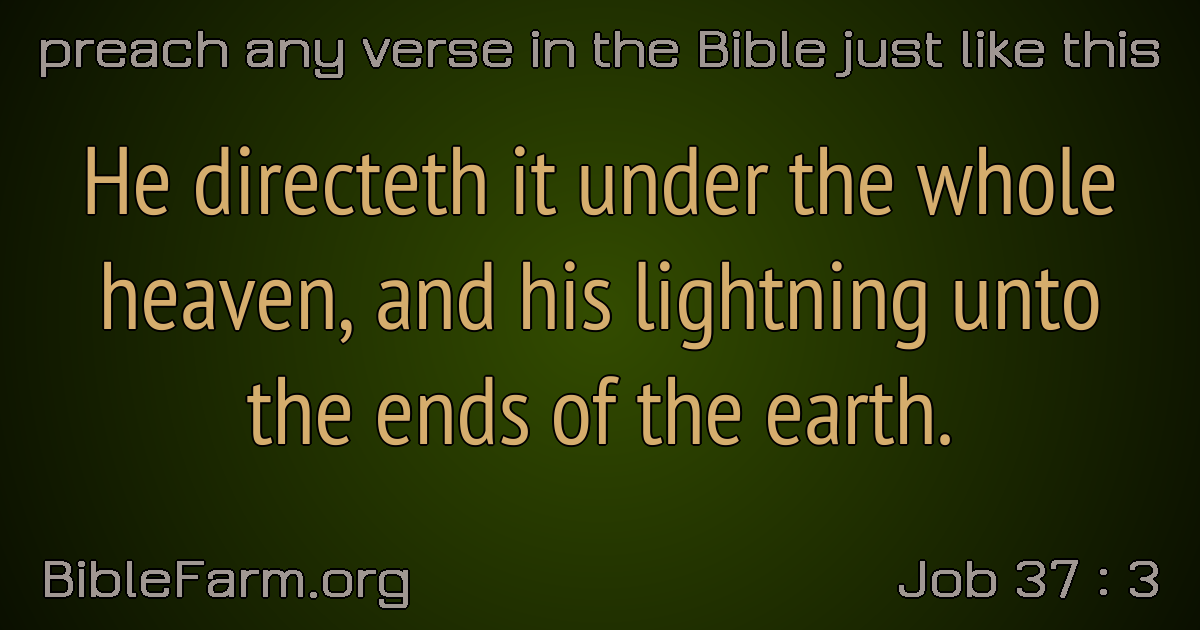 preach any verse in the Bible just like this
He directeth it under the whole
heaven, and his lightning unto
the ends of the earth.
BibleFarm.org
Job 37 : 3